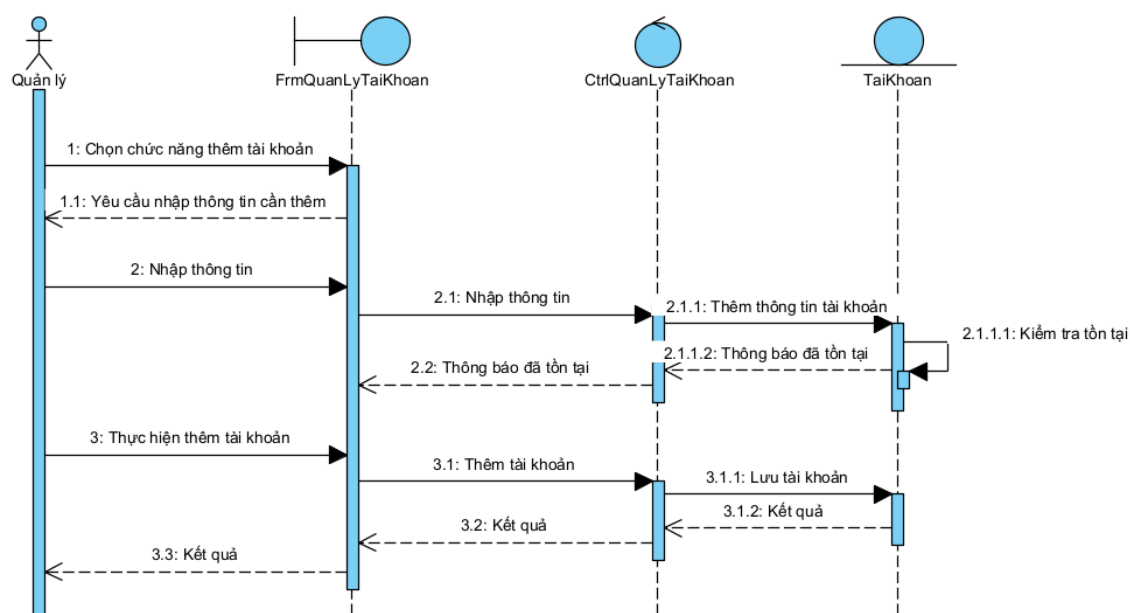 Quản lý
FrmQuanLyTaiKhoan
CtrlQuanLyTaiKhoan
TaiKhoan
1: Chọn chức năng thêm tài khoản
1.1: Yêu cầu nhập thông tin cần thêm
2: Nhập thông tin
2.1: Nhập thông tin
2.1.1: Thêm thông tin tài khoản
2.1.1.1: Kiểm tra tồn tại
2.1.1.2: Thông báo đã tồn tại
2.2: Thông báo đã tồn tại
3: Thực hiện thêm tài khoản
3.1: Thêm tài khoản
3.1.1: Lưu tài khoản
3.1.2: Kết quả
3.2: Kết quả
3.3: Kết quả